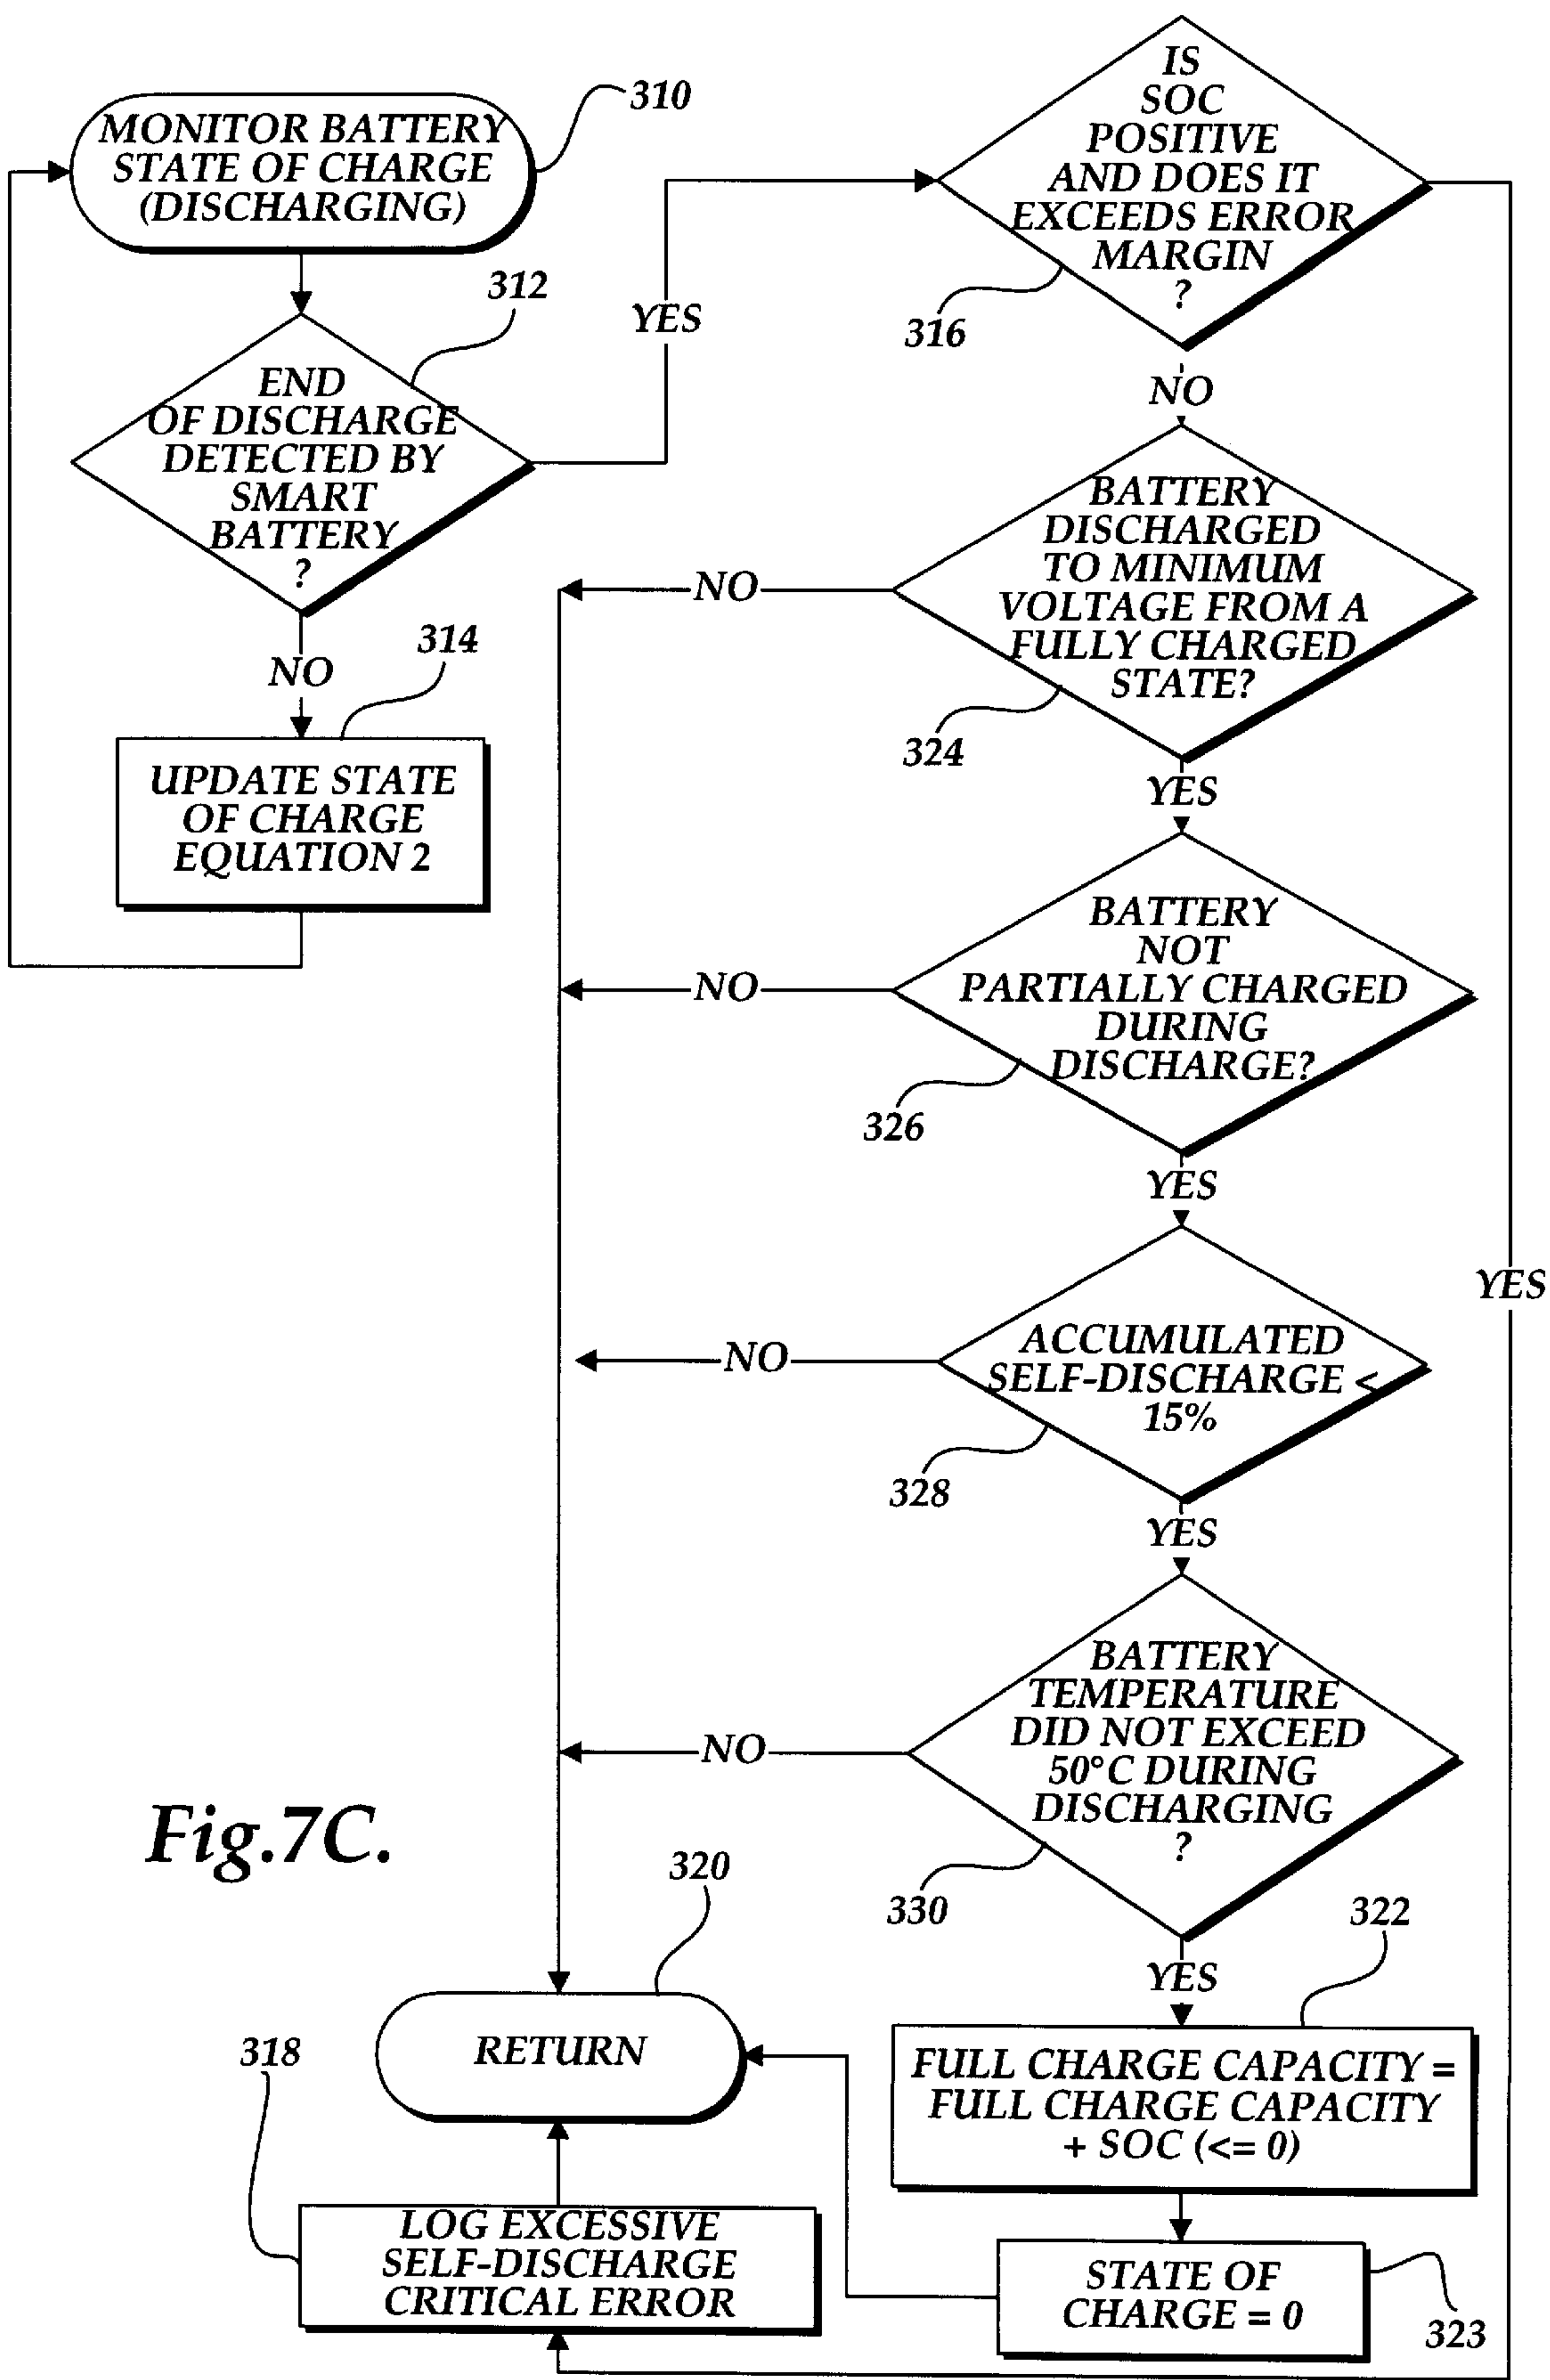 MONITOR BATTERY
STATE OF CHARGE
(DISCHARGING)
310
END
OF DISCHARGE
DETECTED BY
SMART
BATTERY
?
312
YES
NO
314
UPDATE STATE
OF CHARGE
EQUATION 2
IS
SOC
POSITIVE
AND DOES IT
EXCEEDS ERROR
MARGIN
?
316
NO
YES
BATTERY
DISCHARGED
TO MINIMUM
VOLTAGE FROM A
FULLY CHARGED
STATE?
324
NO
YES
BATTERY
NOT
PARTIALLY CHARGED
DURING
DISCHARGE?
326
NO
YES
ACCUMULATED
SELF-DISCHARGE <
15%
328
NO
YES
BATTERY
TEMPERATURE
DID NOT EXCEED
50°C DURING
DISCHARGING
?
330
NO
YES
322
FULL CHARGE CAPACITY =
FULL CHARGE CAPACITY
+ SOC (<= 0)
STATE OF
CHARGE = 0
323
320
RETURN
318
LOG EXCESSIVE
SELF-DISCHARGE
CRITICAL ERROR
Fig.7C.